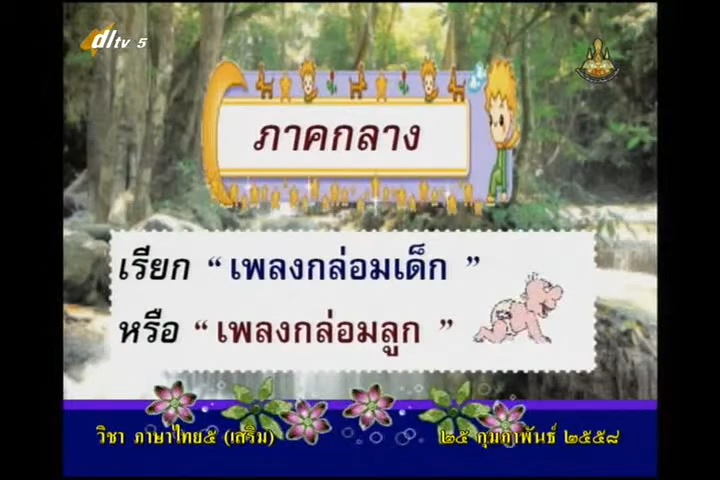 dltv 5
ภาคกลาง
เรียก “ เพลงกล่อมเด็ก ”
หรือ “ เพลงกล่อมลูก ”
วิชา ภาษาไทย๕ (เสริม) ๒๕ กุมภาพันธ์ ๒๕๕๘